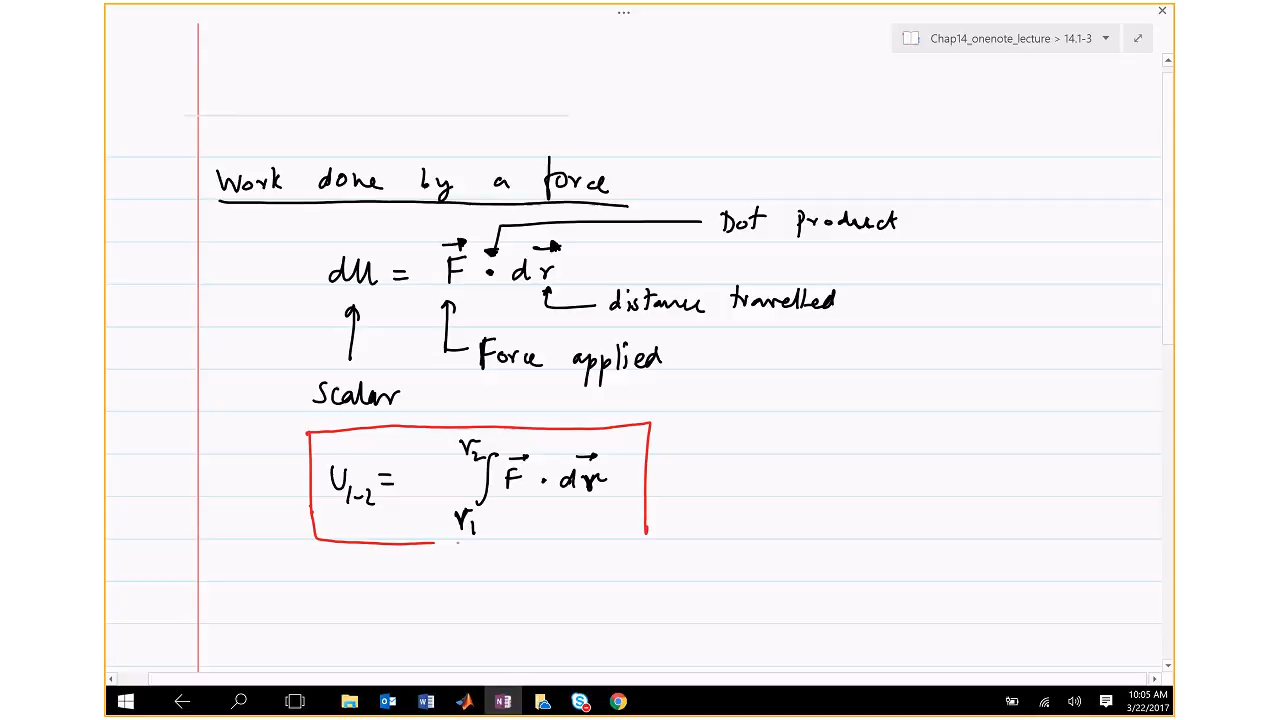 Chap14_onenote_lecture > 14.1-3
Work done by a force
Dot product
dU = F⃗ · dr⃗
distance travelled
Force applied
Scalar
U₁₋₂ = ∫ᵣ₁ʳ² F⃗ · dr⃗
10:05 AM
3/22/2017